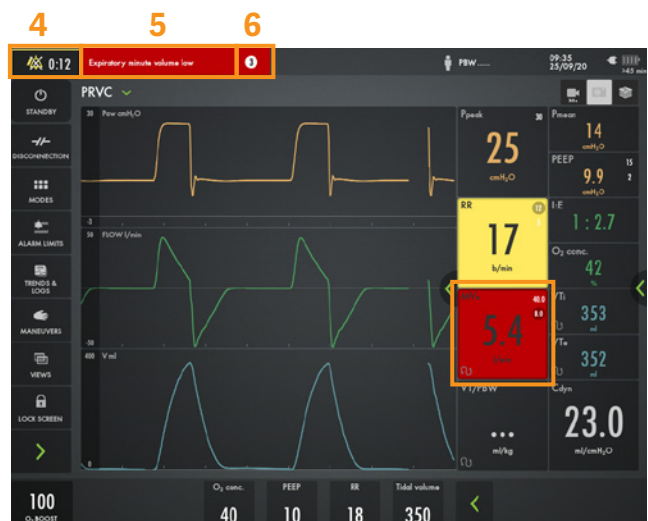 4 5 6
0:12 Expiratory minute volume low 3 PBW...... 09:35
25/09/20 >45 min
STANDBY
DISCONNECTION
MODES
ALARM LIMITS
TRENDS &
LOGS
MANEUVERS
VIEWS
LOCK SCREEN
PRVC
30 Paw cmH₂O
-3
50 FLOW l/min
-50
400 V ml
0
Ppeak 30
25
cmH₂O
Pmean
14
cmH₂O
PEEP 15
9.9 2
cmH₂O
RR 12
17
b/min
I:E
1 : 2.7
O₂ conc.
42
%
40.0
8.0
5.4
l/min
VTi
353
ml
VTe
352
ml
VT/PBW
...
ml/kg
Cdyn
23.0
ml/cmH₂O
100
O₂ BOOST
O₂ conc. PEEP RR Tidal volume
40 10 18 350